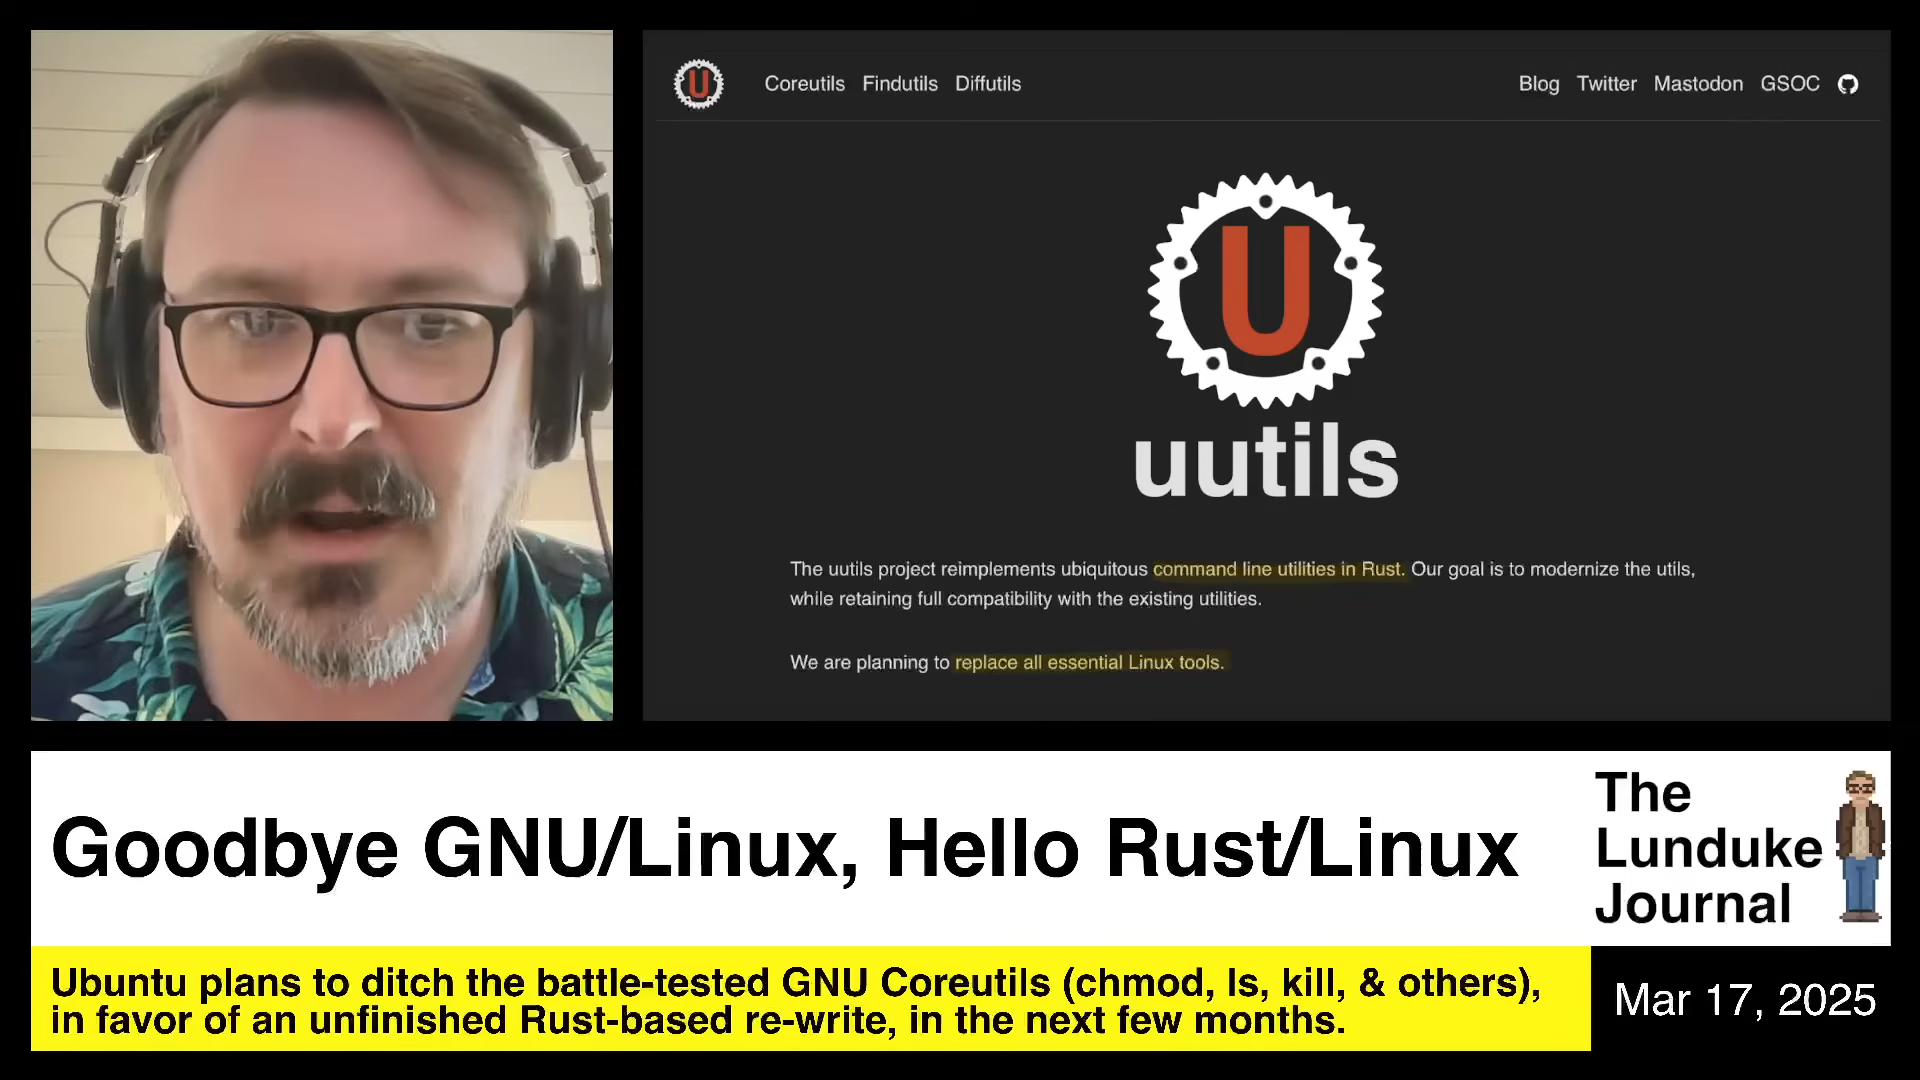 U Coreutils Findutils Diffutils Blog Twitter Mastodon GSOC
U
uutils
The uutils project reimplements ubiquitous command line utilities in Rust. Our goal is to modernize the utils,
while retaining full compatibility with the existing utilities.
We are planning to replace all essential Linux tools.
Goodbye GNU/Linux, Hello Rust/Linux
The
Lunduke
Journal
Ubuntu plans to ditch the battle-tested GNU Coreutils (chmod, ls, kill, & others),
in favor of an unfinished Rust-based re-write, in the next few months.
Mar 17, 2025